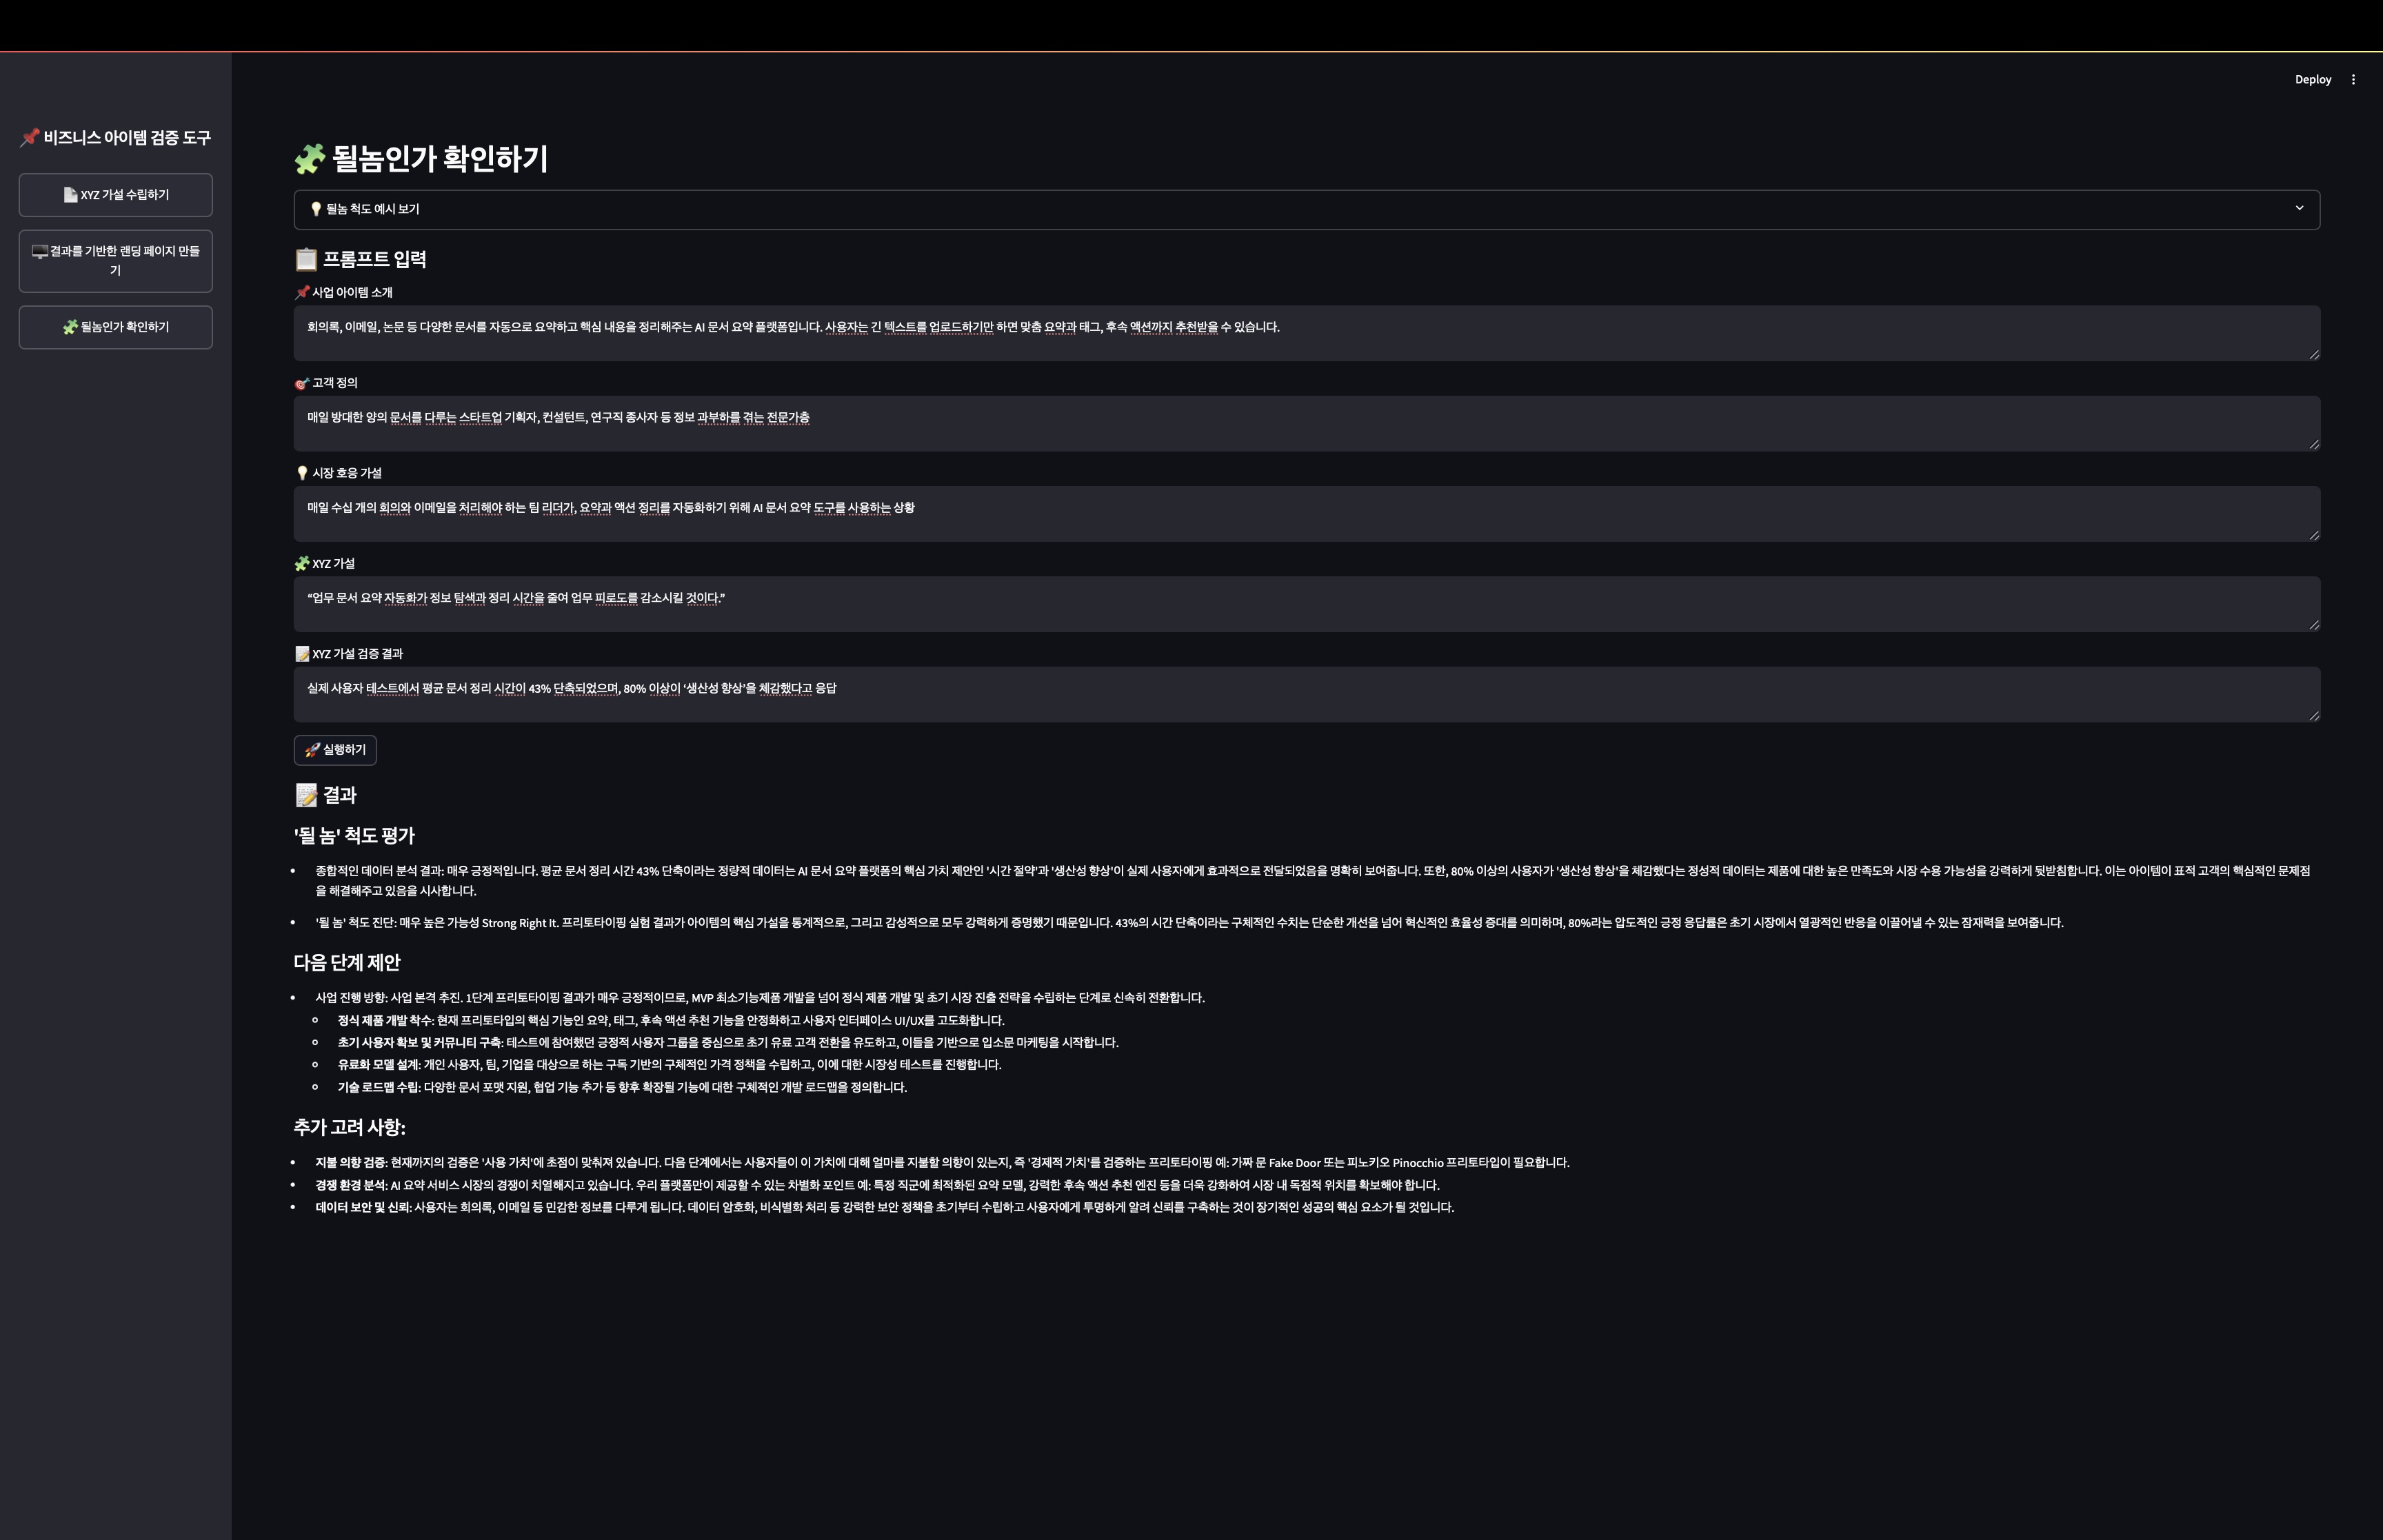 Deploy
📌 비즈니스 아이템 검증 도구
📄 XYZ 가설 수립하기
🖥️ 결과를 기반한 랜딩 페이지 만들
기
🧩 될놈인가 확인하기
🧩 될놈인가 확인하기
💡 될놈 척도 예시 보기
📋 프롬프트 입력
📌 사업 아이템 소개
회의록, 이메일, 논문 등 다양한 문서를 자동으로 요약하고 핵심 내용을 정리해주는 AI 문서 요약 플랫폼입니다. 사용자는 긴 텍스트를 업로드하기만 하면 맞춤 요약과 태그, 후속 액션까지 추천받을 수 있습니다.
🎯 고객 정의
매일 방대한 양의 문서를 다루는 스타트업 기획자, 컨설턴트, 연구직 종사자 등 정보 과부하를 겪는 전문가층
💡 시장 호응 가설
매일 수십 개의 회의와 이메일을 처리해야 하는 팀 리더가, 요약과 액션 정리를 자동화하기 위해 AI 문서 요약 도구를 사용하는 상황
🧩 XYZ 가설
“업무 문서 요약 자동화가 정보 탐색과 정리 시간을 줄여 업무 피로도를 감소시킬 것이다.”
📝 XYZ 가설 검증 결과
실제 사용자 테스트에서 평균 문서 정리 시간이 43% 단축되었으며, 80% 이상이 ‘생산성 향상’을 체감했다고 응답
🚀 실행하기
📝 결과
'될 놈' 척도 평가
• 종합적인 데이터 분석 결과: 매우 긍정적입니다. 평균 문서 정리 시간 43% 단축이라는 정량적 데이터는 AI 문서 요약 플랫폼의 핵심 가치 제안인 '시간 절약'과 '생산성 향상'이 실제 사용자에게 효과적으로 전달되었음을 명확히 보여줍니다. 또한, 80% 이상의 사용자가 '생산성 향상'을 체감했다는 정성적 데이터는 제품에 대한 높은 만족도와 시장 수용 가능성을 강력하게 뒷받침합니다. 이는 아이템이 표적 고객의 핵심적인 문제점
을 해결해주고 있음을 시사합니다.
• '될 놈' 척도 진단: 매우 높은 가능성 Strong Right It. 프리토타이핑 실험 결과가 아이템의 핵심 가설을 통계적으로, 그리고 감성적으로 모두 강력하게 증명했기 때문입니다. 43%의 시간 단축이라는 구체적인 수치는 단순한 개선을 넘어 혁신적인 효율성 증대를 의미하며, 80%라는 압도적인 긍정 응답률은 초기 시장에서 열광적인 반응을 이끌어낼 수 있는 잠재력을 보여줍니다.
다음 단계 제안
• 사업 진행 방향: 사업 본격 추진. 1단계 프리토타이핑 결과가 매우 긍정적이므로, MVP 최소기능제품 개발을 넘어 정식 제품 개발 및 초기 시장 진출 전략을 수립하는 단계로 신속히 전환합니다.
◦ 정식 제품 개발 착수: 현재 프리토타입의 핵심 기능인 요약, 태그, 후속 액션 추천 기능을 안정화하고 사용자 인터페이스 UI/UX를 고도화합니다.
◦ 초기 사용자 확보 및 커뮤니티 구축: 테스트에 참여했던 긍정적 사용자 그룹을 중심으로 초기 유료 고객 전환을 유도하고, 이들을 기반으로 입소문 마케팅을 시작합니다.
◦ 유료화 모델 설계: 개인 사용자, 팀, 기업을 대상으로 하는 구독 기반의 구체적인 가격 정책을 수립하고, 이에 대한 시장성 테스트를 진행합니다.
◦ 기술 로드맵 수립: 다양한 문서 포맷 지원, 협업 기능 추가 등 향후 확장될 기능에 대한 구체적인 개발 로드맵을 정의합니다.
추가 고려 사항:
• 지불 의향 검증: 현재까지의 검증은 '사용 가치'에 초점이 맞춰져 있습니다. 다음 단계에서는 사용자들이 이 가치에 대해 얼마를 지불할 의향이 있는지, 즉 '경제적 가치'를 검증하는 프리토타이핑 예: 가짜 문 Fake Door 또는 피노키오 Pinocchio 프리토타입이 필요합니다.
• 경쟁 환경 분석: AI 요약 서비스 시장의 경쟁이 치열해지고 있습니다. 우리 플랫폼만이 제공할 수 있는 차별화 포인트 예: 특정 직군에 최적화된 요약 모델, 강력한 후속 액션 추천 엔진 등을 더욱 강화하여 시장 내 독점적 위치를 확보해야 합니다.
• 데이터 보안 및 신뢰: 사용자는 회의록, 이메일 등 민감한 정보를 다루게 됩니다. 데이터 암호화, 비식별화 처리 등 강력한 보안 정책을 초기부터 수립하고 사용자에게 투명하게 알려 신뢰를 구축하는 것이 장기적인 성공의 핵심 요소가 될 것입니다.